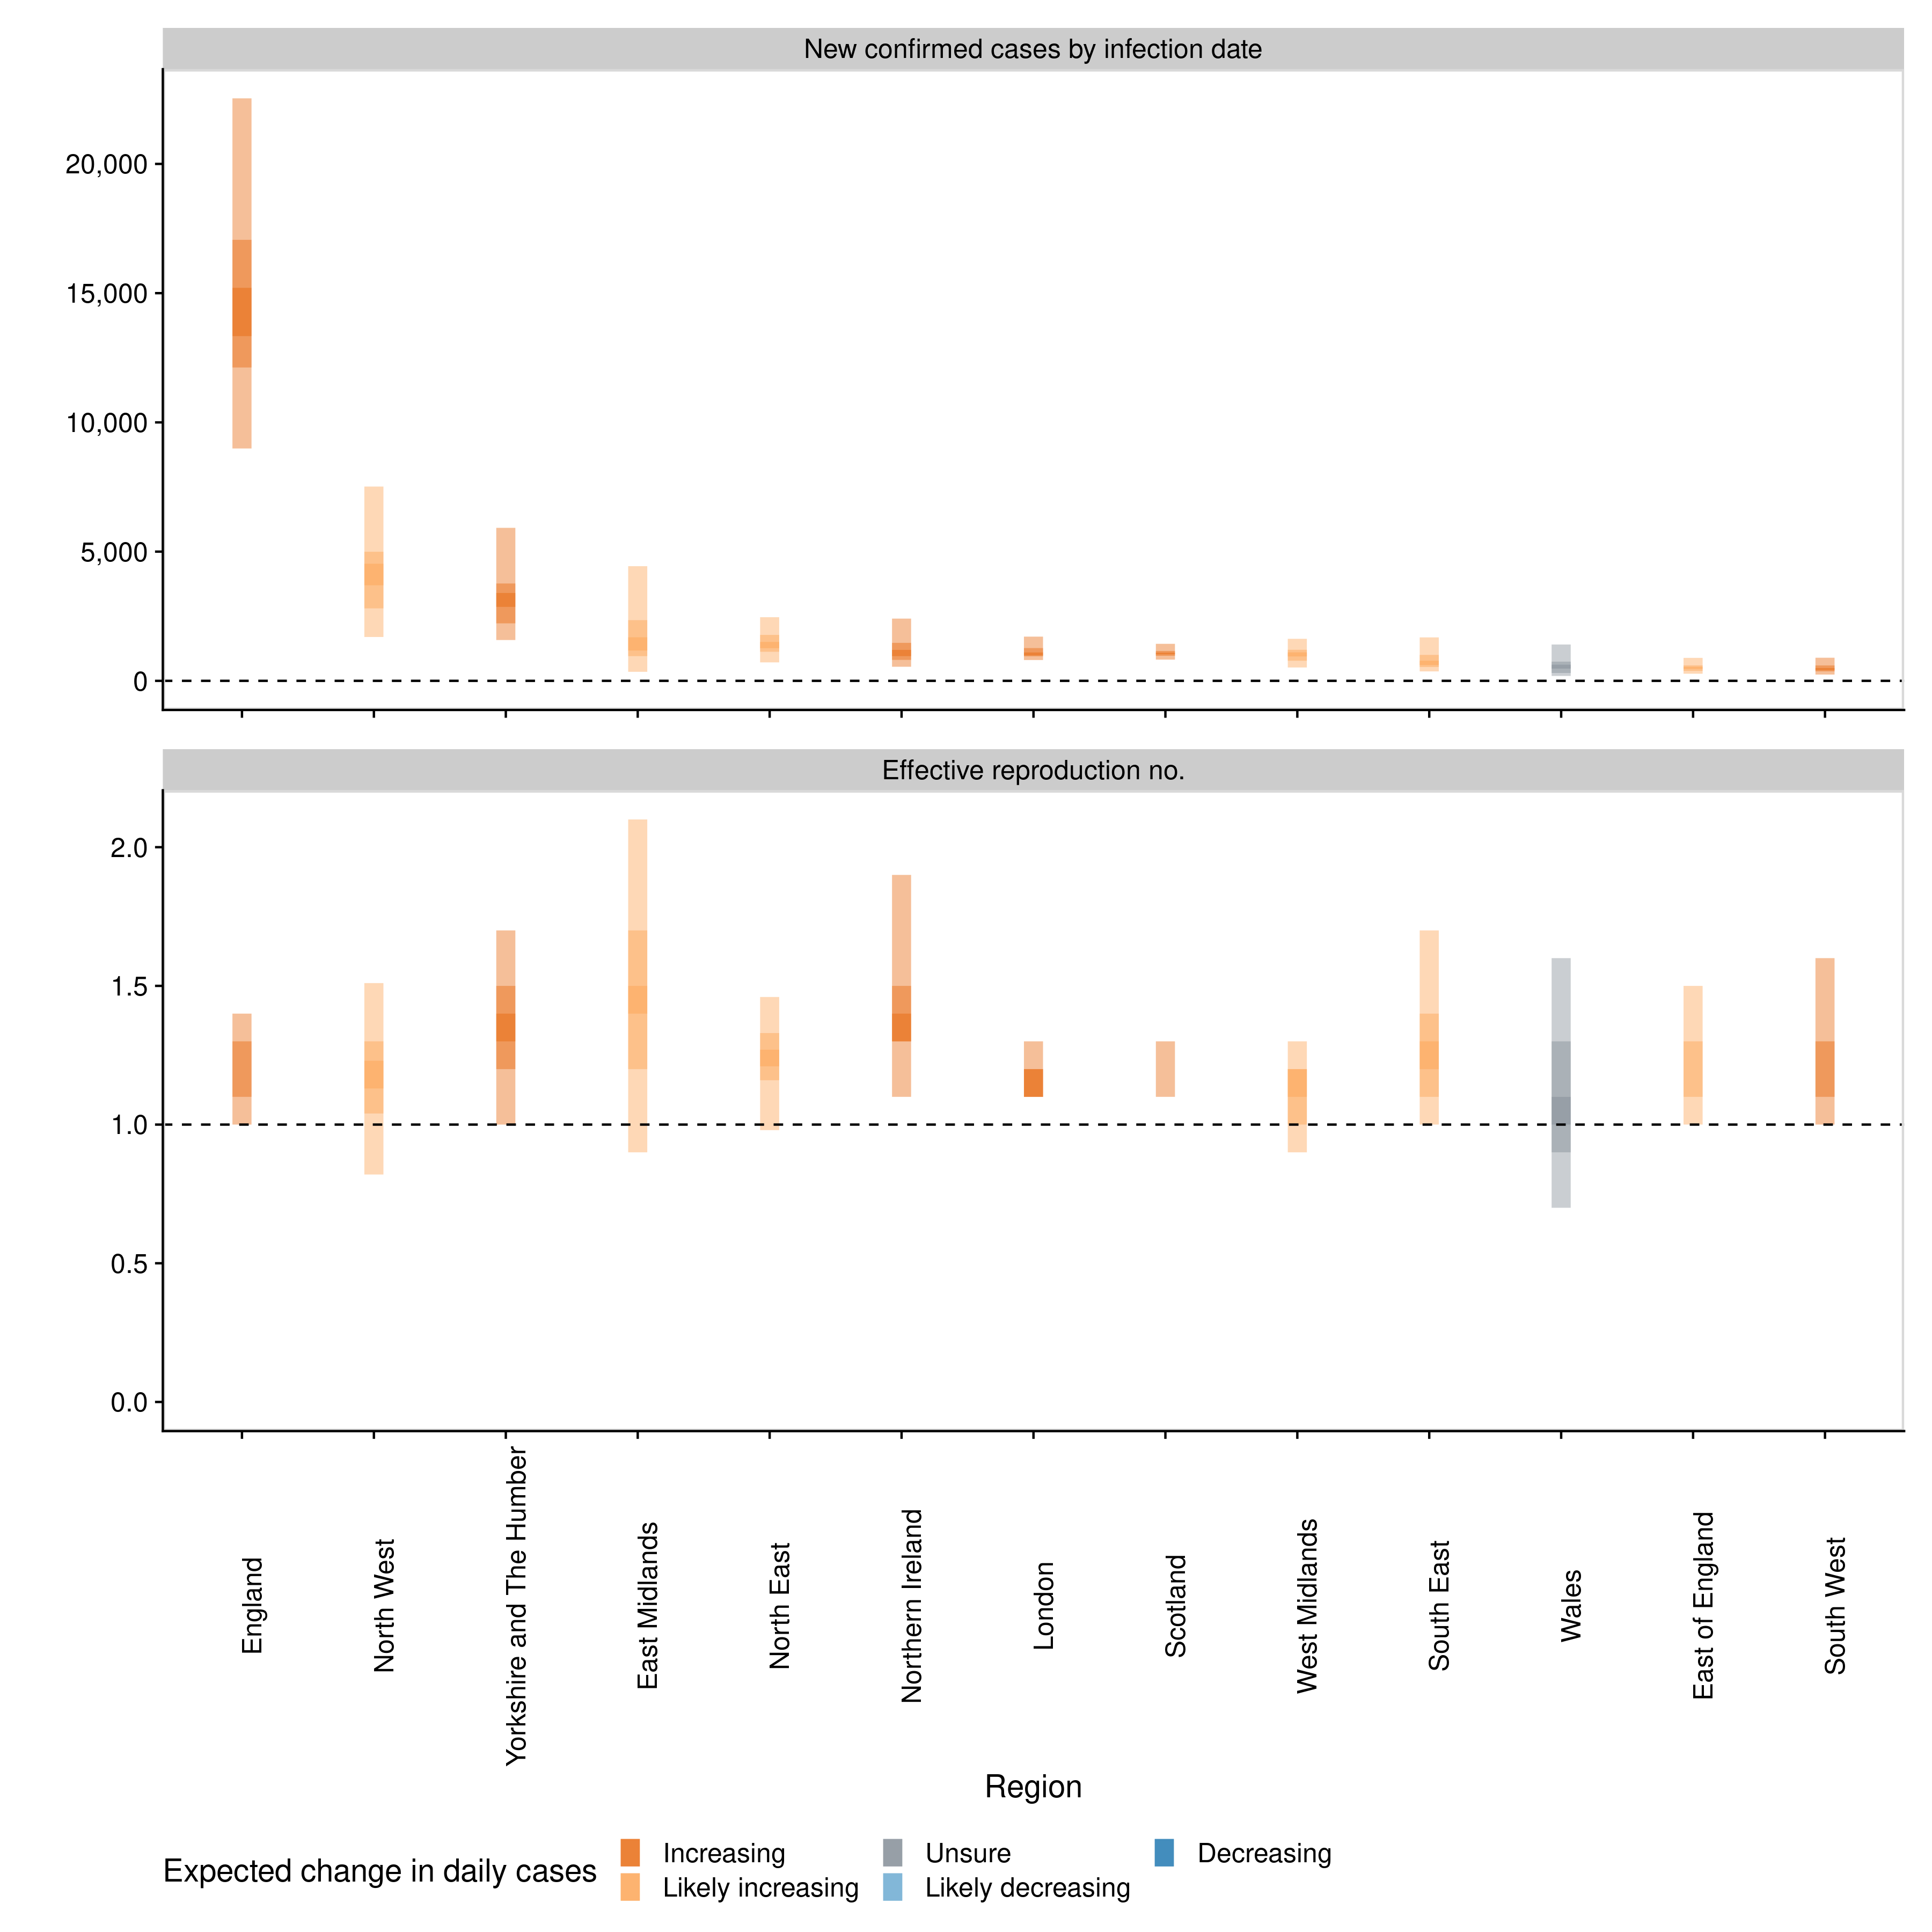 New confirmed cases by infection date
20,000
15,000
10,000
5,000
0
Effective reproduction no.
2.0
1.5
1.0
0.5
0.0
England
North West
Yorkshire and The Humber
East Midlands
North East
Northern Ireland
London
Scotland
West Midlands
South East
Wales
East of England
South West
Region
Expected change in daily cases
Increasing
Likely increasing
Unsure
Likely decreasing
Decreasing